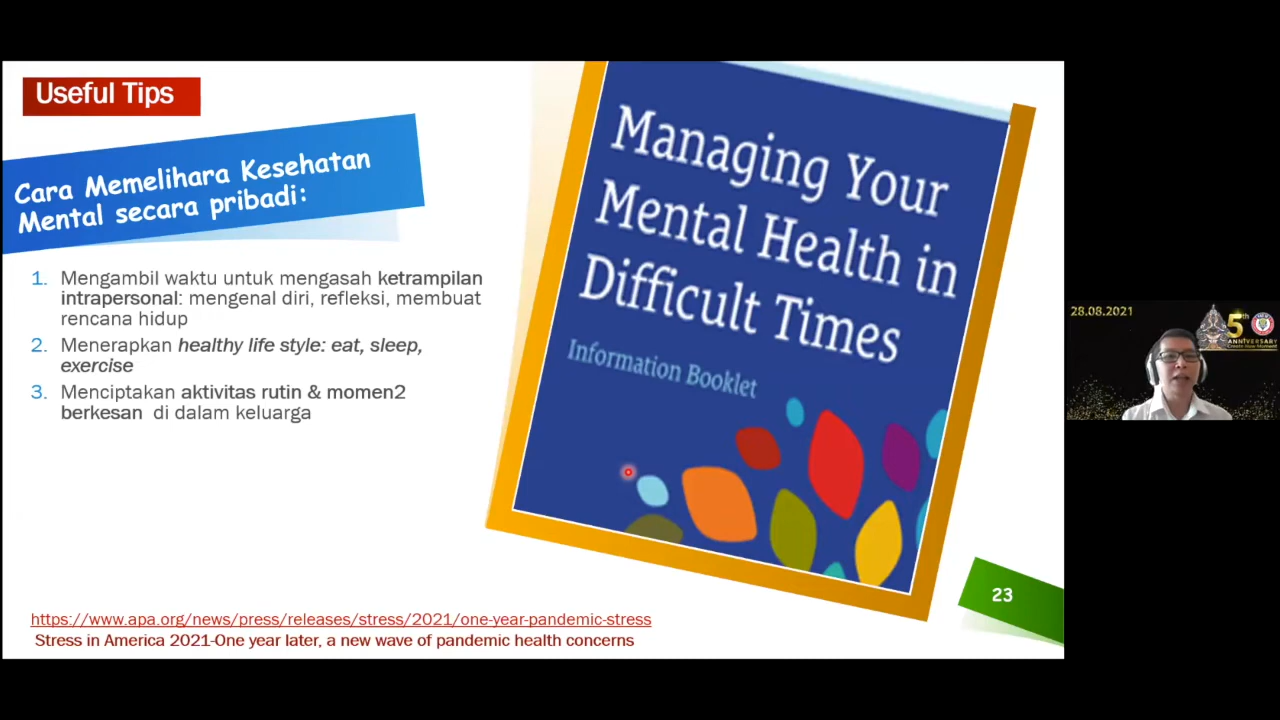 Useful Tips
Cara Memelihara Kesehatan
Mental secara pribadi:
1. Mengambil waktu untuk mengasah ketrampilan
intrapersonal: mengenal diri, refleksi, membuat
rencana hidup
2. Menerapkan healthy life style: eat, sleep,
exercise
3. Menciptakan aktivitas rutin & momen2
berkesan di dalam keluarga
Managing Your
Mental Health in
Difficult Times
Information Booklet
23
https://www.apa.org/news/press/releases/stress/2021/one-year-pandemic-stress
Stress in America 2021-One year later, a new wave of pandemic health concerns
28.08.2021
5th
ANNIVERSARY